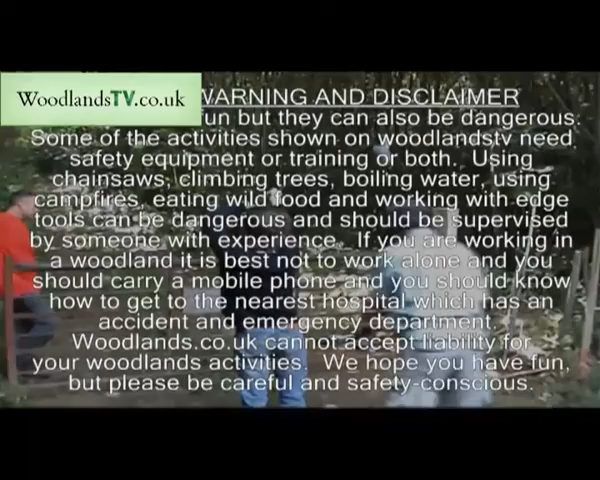 WoodlandsTV.co.uk
WARNING AND DISCLAIMER
un but they can also be dangerous.
Some of the activities shown on woodlandstv need
safety equipment or training or both. Using
chainsaws, climbing trees, boiling water, using
campfires, eating wild food and working with edge
tools can be dangerous and should be supervised
by someone with experience. If you are working in
a woodland it is best not to work alone and you
should carry a mobile phone and you should know
how to get to the nearest hospital which has an
accident and emergency department.
Woodlands.co.uk cannot accept liability for
your woodlands activities. We hope you have fun,
but please be careful and safety-conscious.